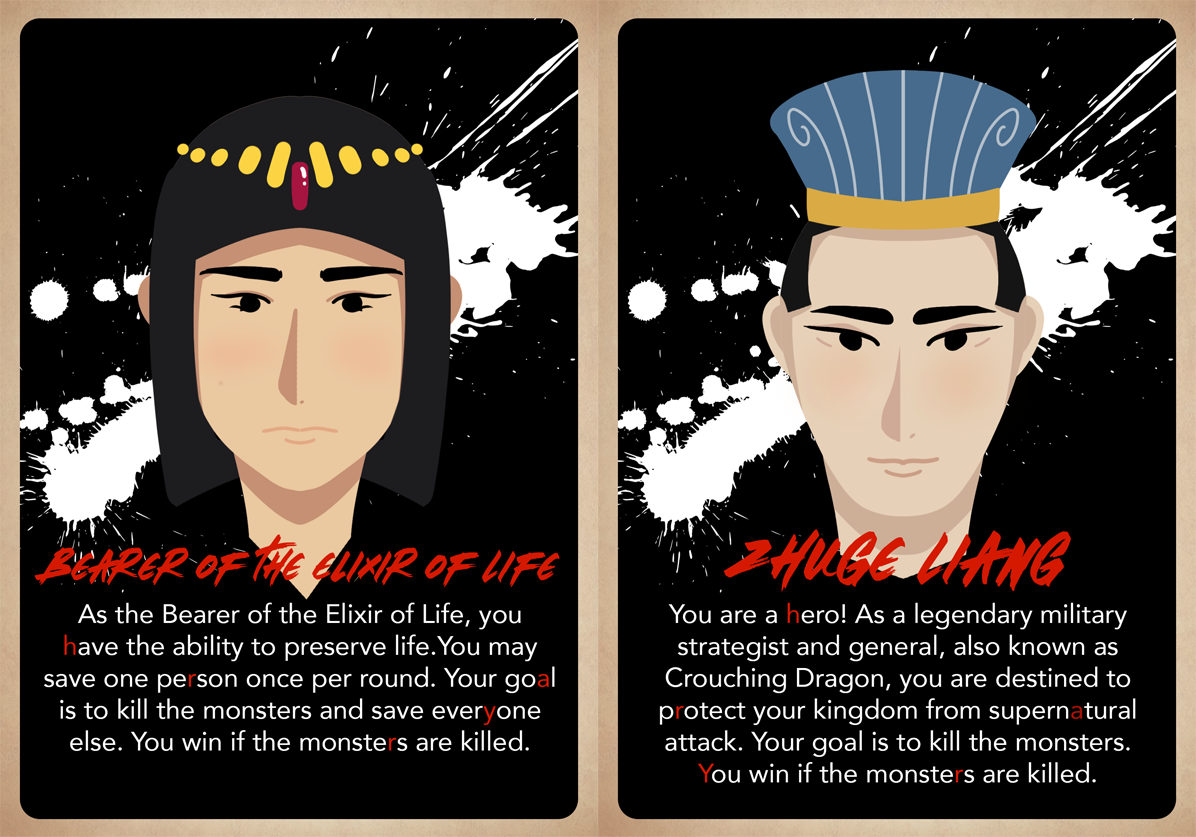 BEARER OF THE ELIXIR OF LIFE
As the Bearer of the Elixir of Life, you
have the ability to preserve life.You may
save one person once per round. Your goal
is to kill the monsters and save everyone
else. You win if the monsters are killed.
ZHUGE LIANG
You are a hero! As a legendary military
strategist and general, also known as
Crouching Dragon, you are destined to
protect your kingdom from supernatural
attack. Your goal is to kill the monsters.
You win if the monsters are killed.